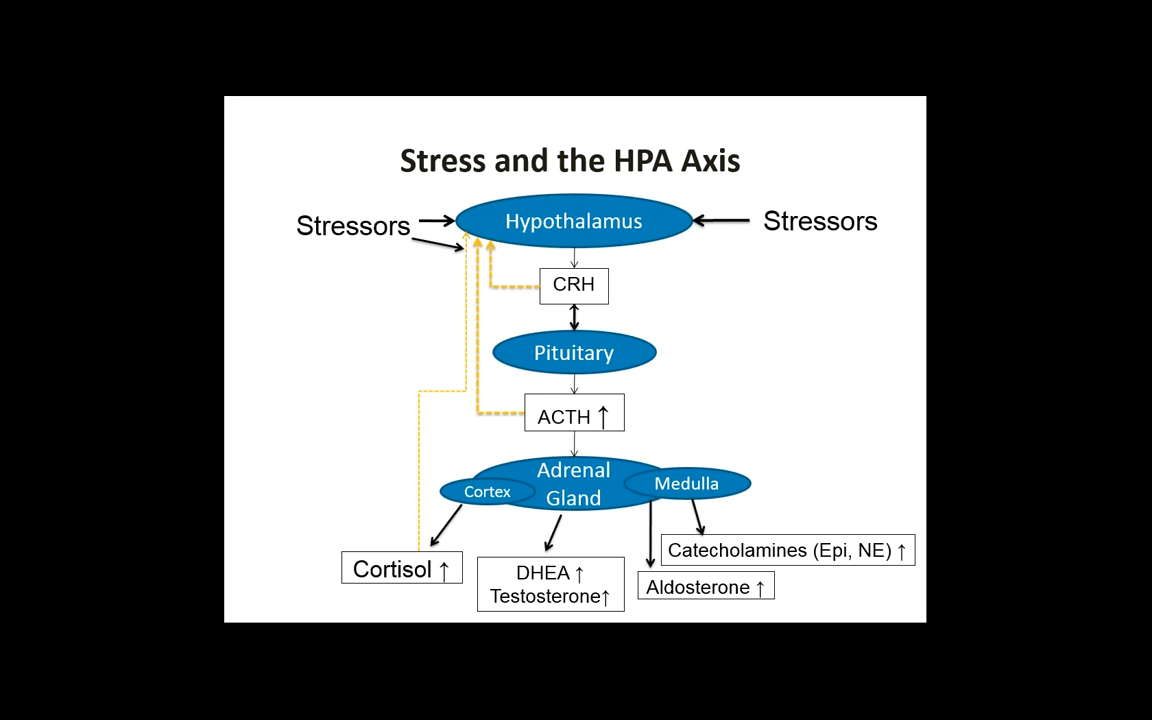 Stress and the HPA Axis
Stressors
Hypothalamus
Stressors
CRH
Pituitary
ACTH ↑
Adrenal
Gland
Cortex
Medulla
Cortisol ↑
DHEA ↑
Testosterone↑
Catecholamines (Epi, NE) ↑
Aldosterone ↑